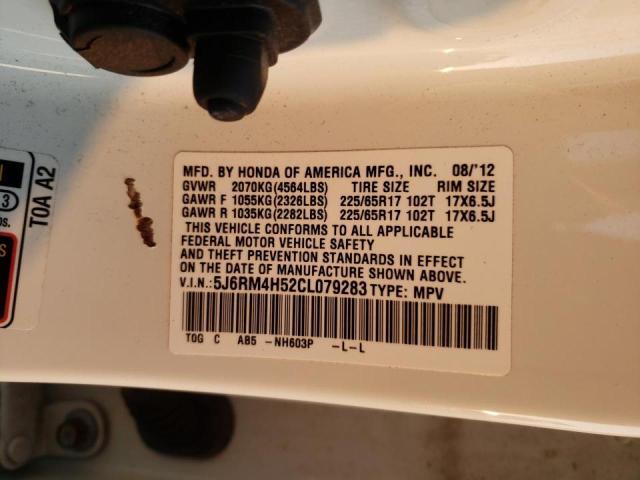 MFD. BY HONDA OF AMERICA MFG., INC. 08/'12
GVWR 2070KG(4564LBS) TIRE SIZE RIM SIZE
GAWR F 1055KG(2326LBS) 225/65R17 102T 17X6.5J
GAWR R 1035KG(2282LBS) 225/65R17 102T 17X6.5J
THIS VEHICLE CONFORMS TO ALL APPLICABLE
FEDERAL MOTOR VEHICLE SAFETY
AND THEFT PREVENTION STANDARDS IN EFFECT
ON THE DATE OF MANUFACTURE SHOWN ABOVE.
V.I.N.: 5J6RM4H52CL079283 TYPE: MPV
TOG C A85 -NH603P -L-L
TOA A2
3